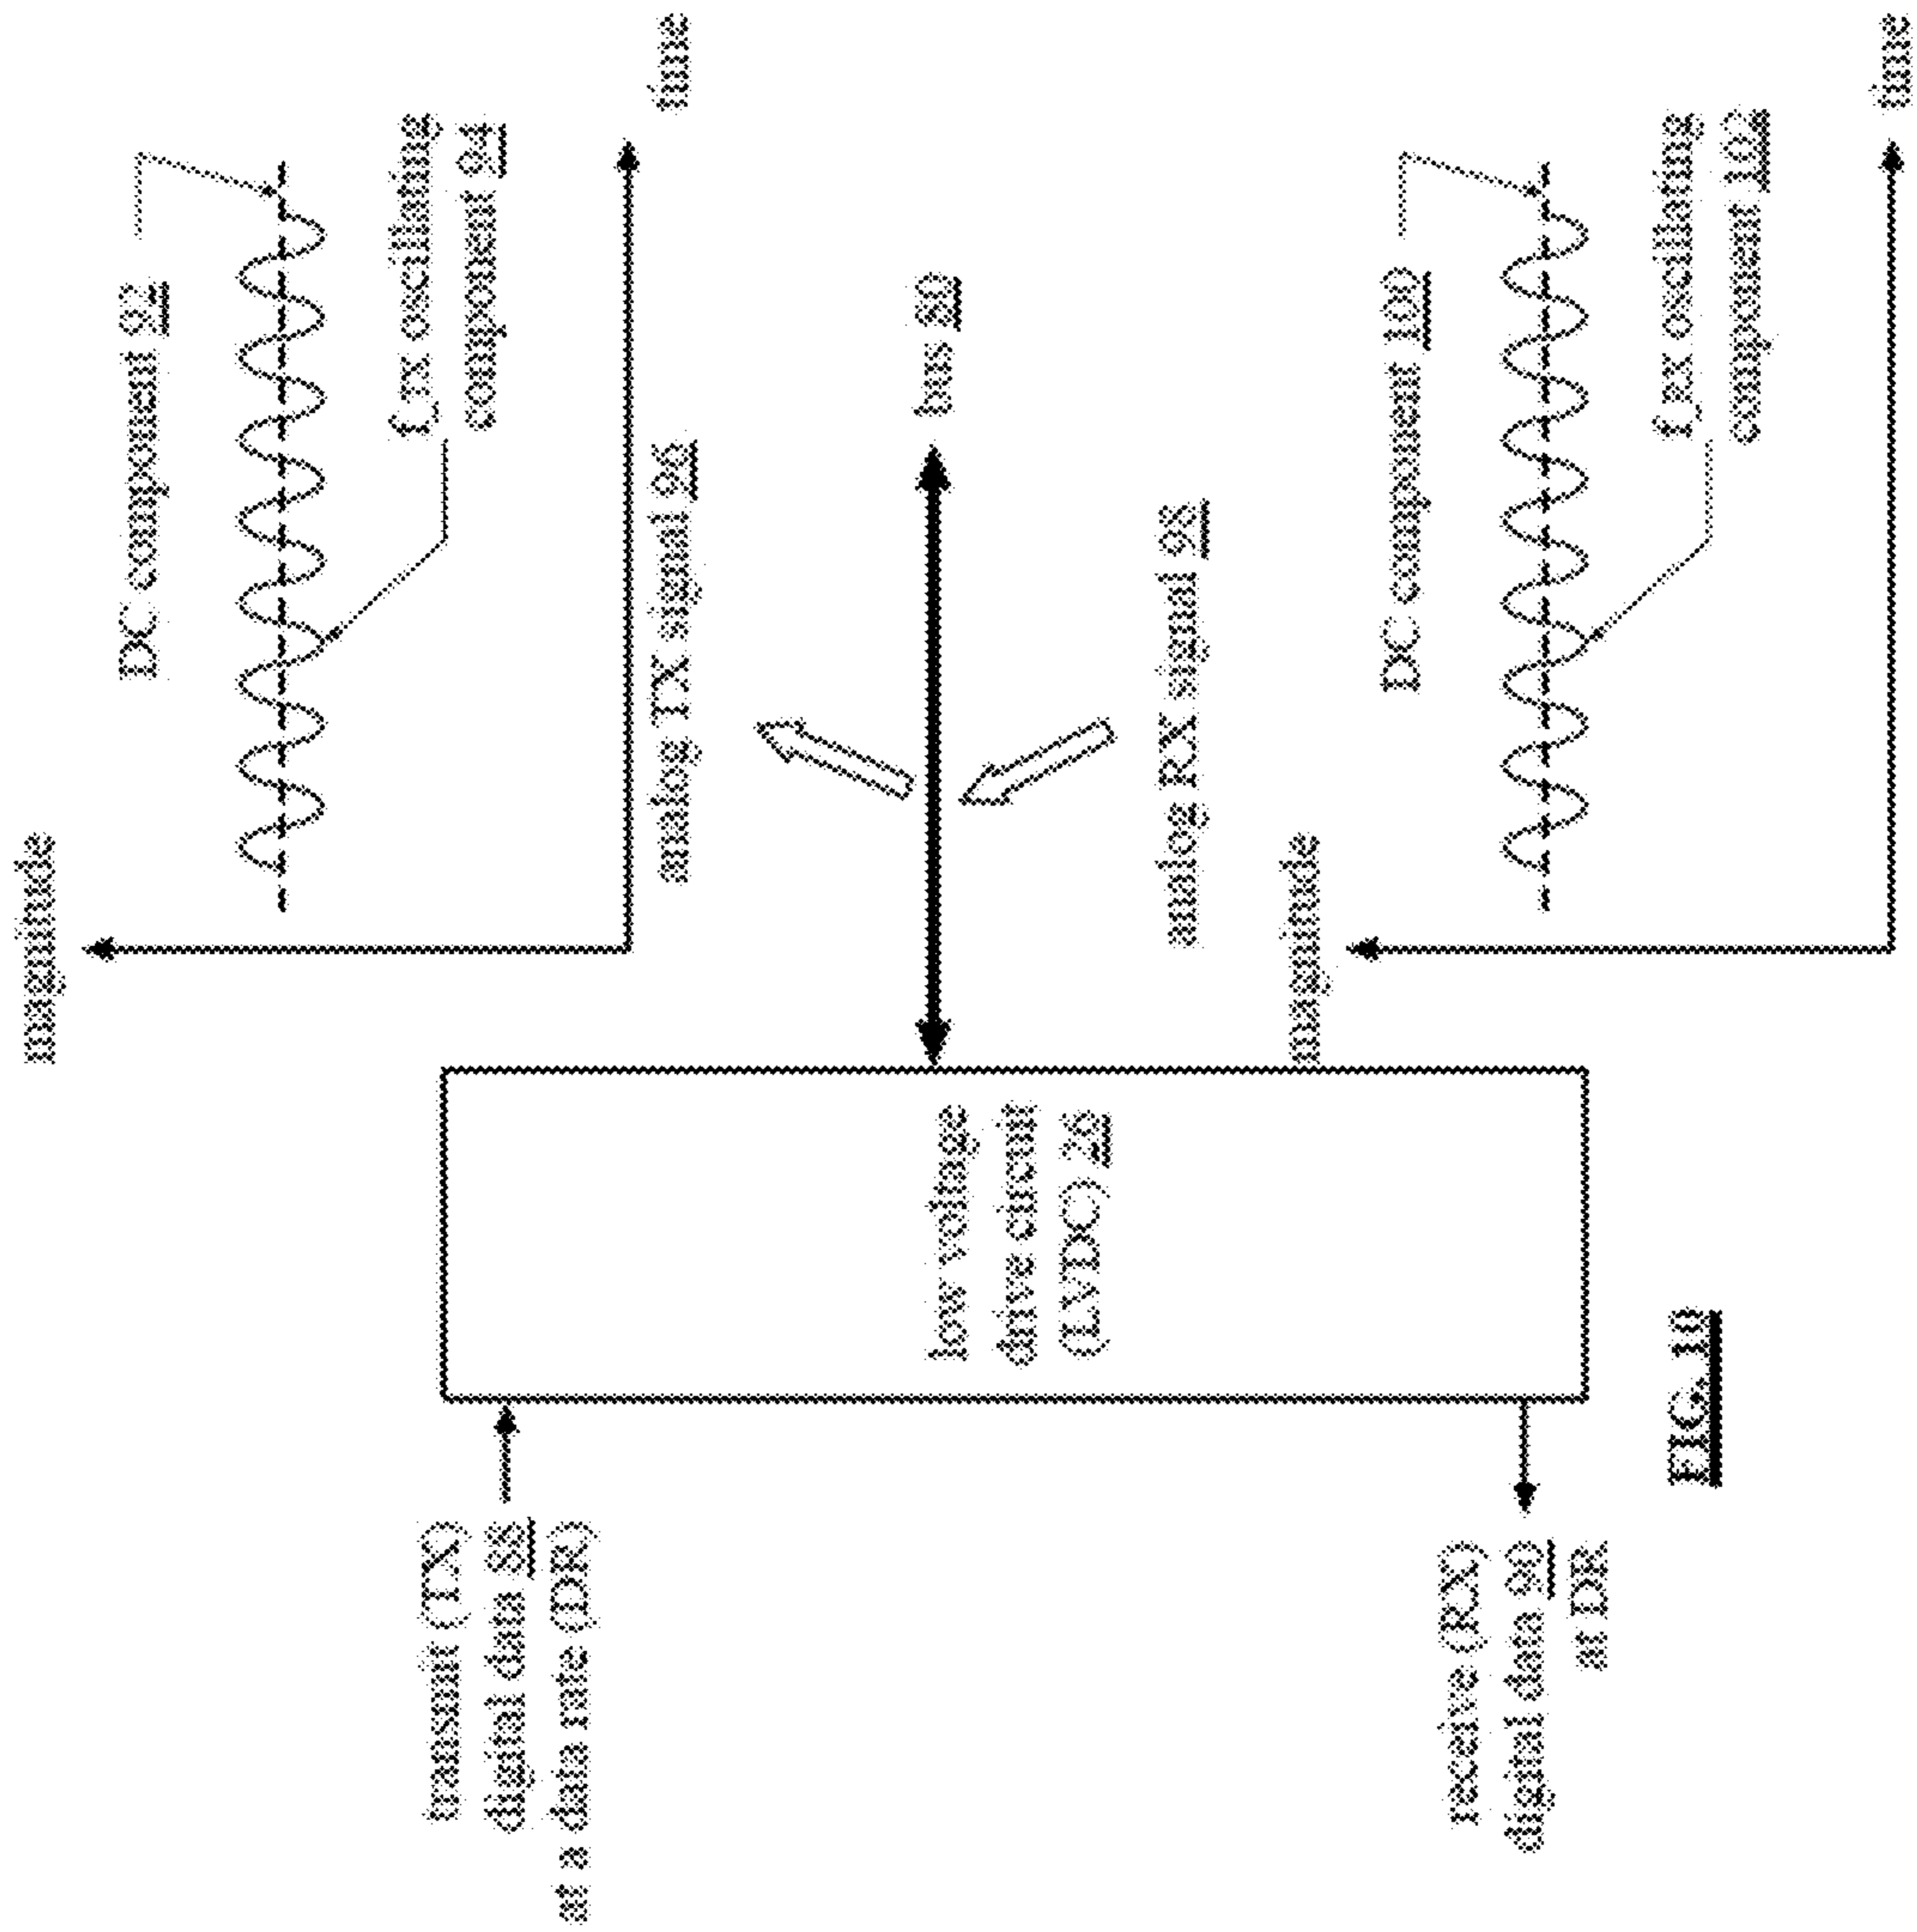 magnitude
DC component 92
f_tx oscillating
component 94
time
transmit (TX)
digital data 88
at a data rate (DR)
analog TX signal 96
low voltage
drive circuit
(LVDC) 26
bus 80
analog RX signal 98
magnitude
DC component 100
receive (RX)
digital data 90
at DR
f_rx oscillating
component 102
time
FIG. 10